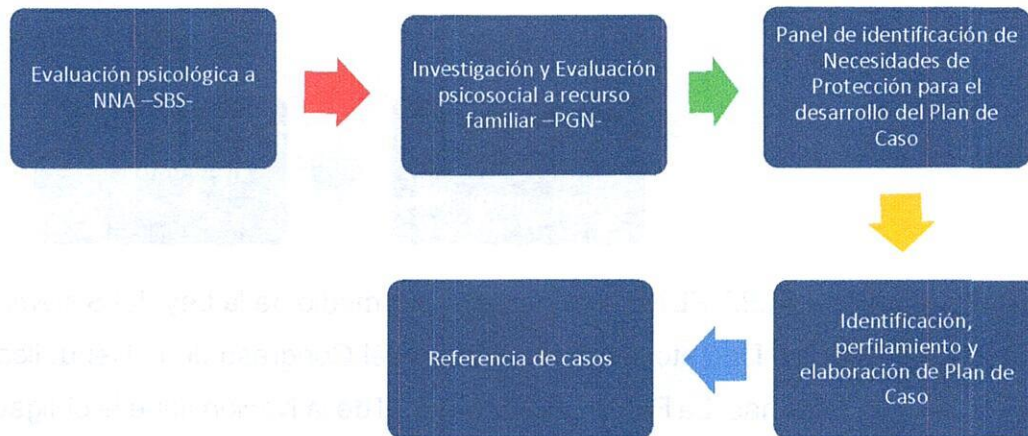 Evaluación psicológica a
NNA –SBS-
Investigación y Evaluación
psicosocial a recurso
familiar –PGN-
Panel de identificación de
Necesidades de
Protección para el
desarrollo del Plan de
Caso
Identificación,
perfilamiento y
elaboración de Plan de
Caso
Referencia de casos